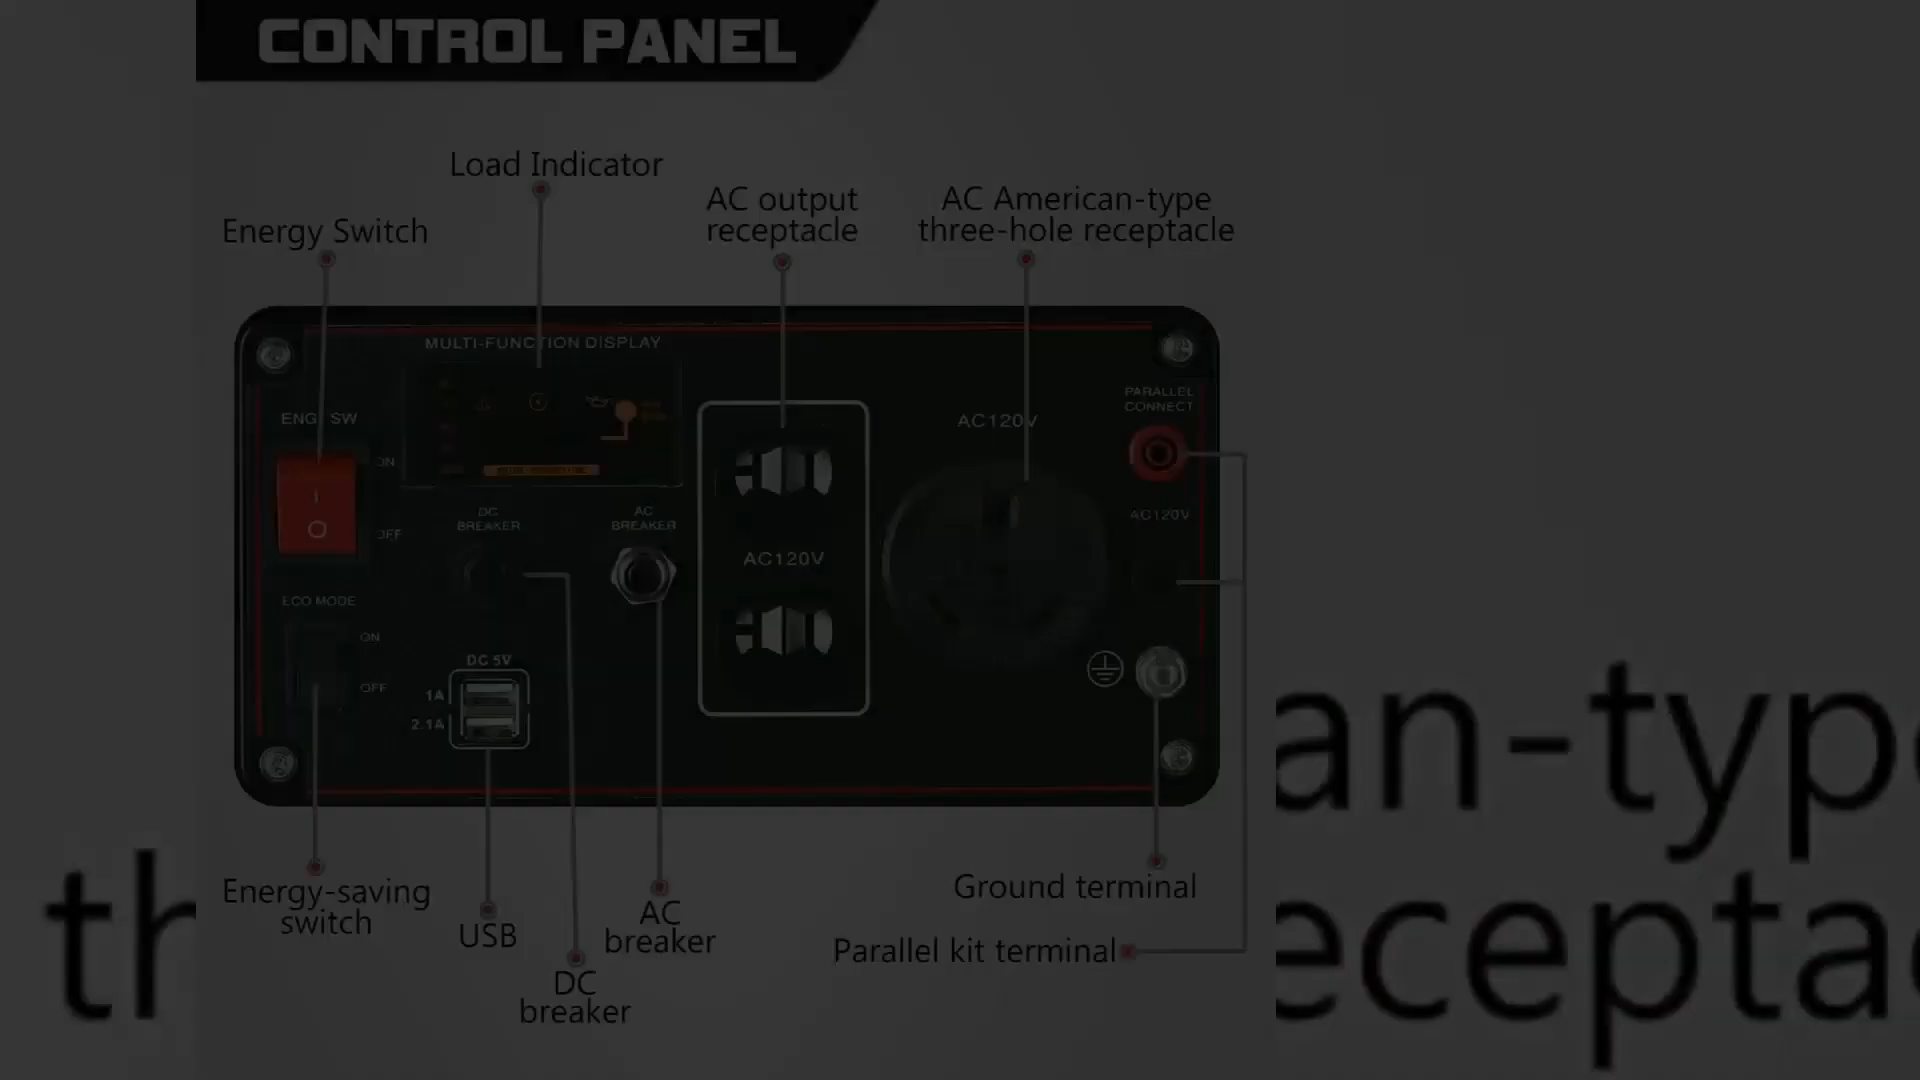 CONTROL PANEL
Load Indicator
AC output
receptacle
AC American-type
three-hole receptacle
Energy Switch
MULTI-FUNCTION DISPLAY
PARALLEL
CONNECT
ENG. SW
AC120V
ON
DC
BREAKER
AC
BREAKER
AC120V
OFF
AC120V
ECO MODE
ON
DC 5V
OFF
1A
2.1A
Energy-saving
switch
USB
AC
breaker
DC
breaker
Ground terminal
Parallel kit terminal
an-type
th
receptac